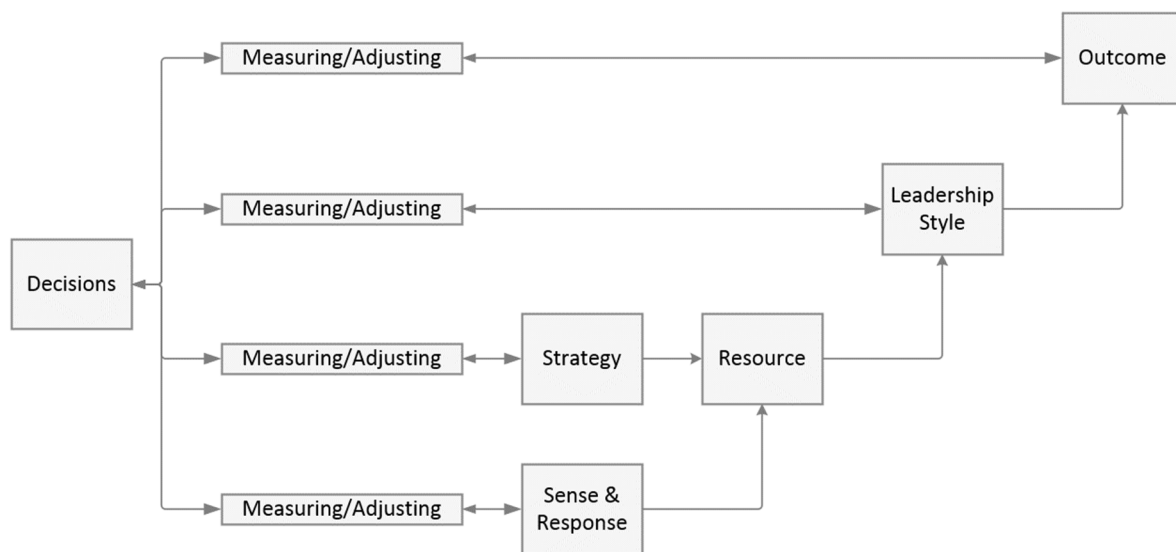 Measuring/Adjusting
Outcome
Measuring/Adjusting
Leadership
Style
Decisions
Measuring/Adjusting
Strategy
Resource
Measuring/Adjusting
Sense &
Response